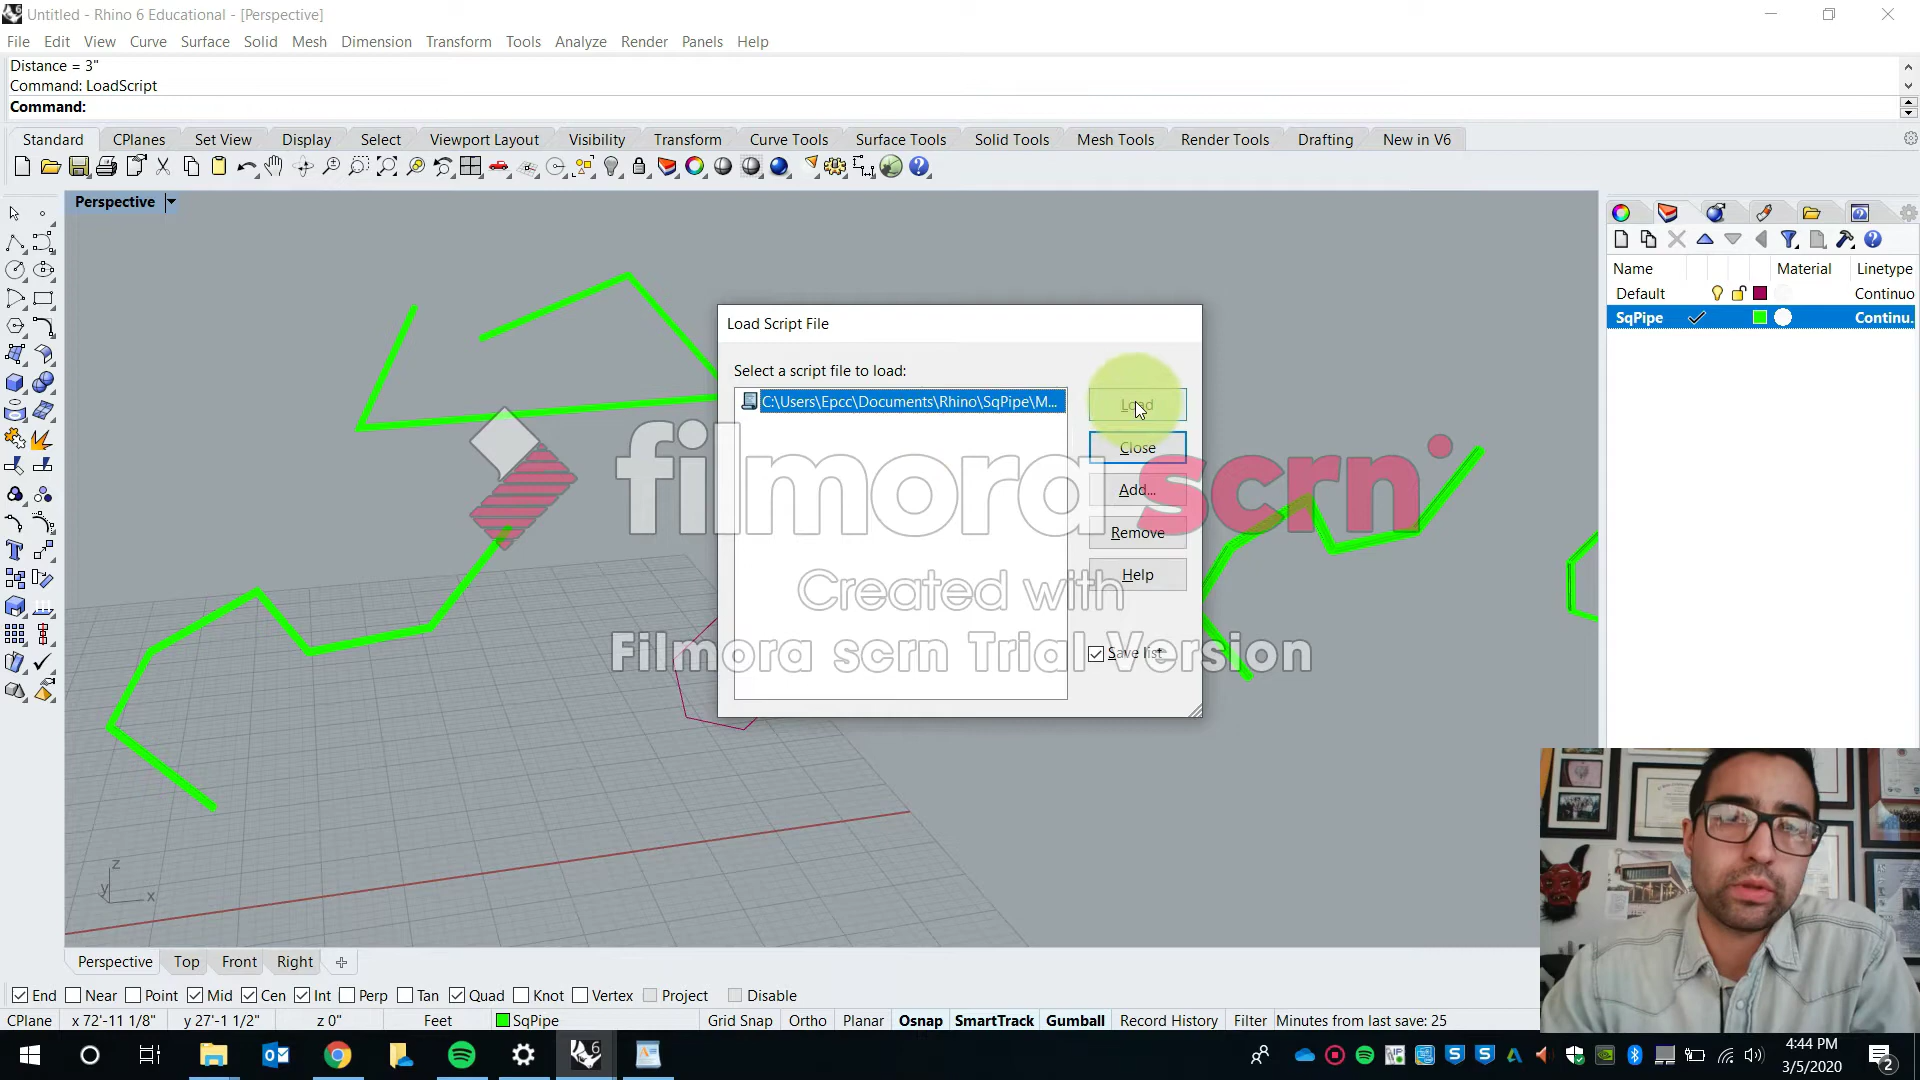 Untitled - Rhino 6 Educational - [Perspective]
File Edit View Curve Surface Solid Mesh Dimension Transform Tools Analyze Render Panels Help
Distance = 3"
Command: LoadScript
Command:
Standard CPlanes Set View Display Select Viewport Layout Visibility Transform Curve Tools Surface Tools Solid Tools Mesh Tools Render Tools Drafting New in V6
Perspective
Name Material Linetype
Default Continuo
SqPipe Continu...
Load Script File
Select a script file to load:
C:\Users\Epcc\Documents\Rhino\SqPipe\M...
Load
Close
Add...
Remove
Help
Save list
filmora scrn
Created with
Filmora scrn Trial Version
z
y
x
Perspective Top Front Right
End Near Point Mid Cen Int Perp Tan Quad Knot Vertex Project Disable
CPlane x 72'-11 1/8" y 27'-1 1/2" z 0" Feet SqPipe Grid Snap Ortho Planar Osnap SmartTrack Gumball Record History Filter Minutes from last save: 25
4:44 PM
3/5/2020
2